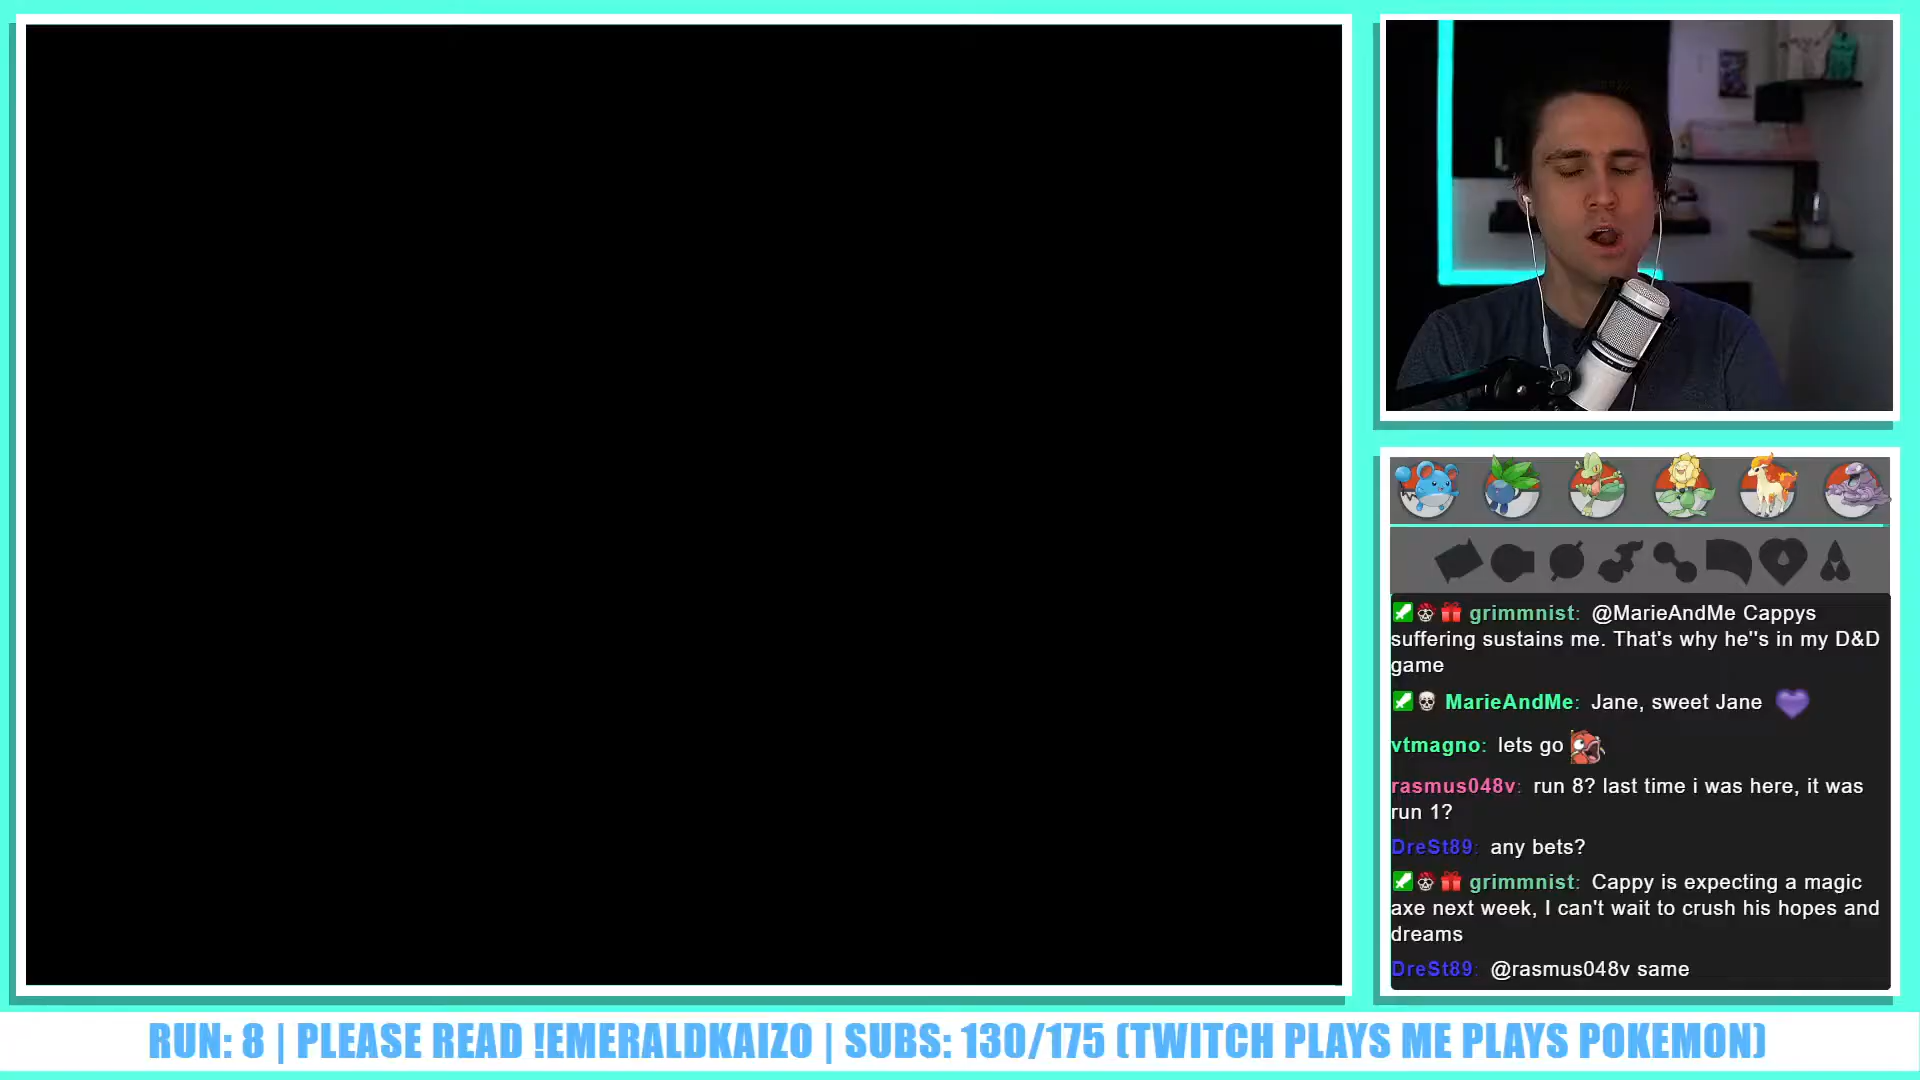 grimmnist: @MarieAndMe Cappys
suffering sustains me. That's why he''s in my D&D
game
MarieAndMe: Jane, sweet Jane
vtmagno: lets go
rasmus048v: run 8? last time i was here, it was
run 1?
DreSt89: any bets?
grimmnist: Cappy is expecting a magic
axe next week, I can't wait to crush his hopes and
dreams
DreSt89: @rasmus048v same
RUN: 8 | PLEASE READ !EMERALDKAIZO | SUBS: 130/175 (TWITCH PLAYS ME PLAYS POKEMON)